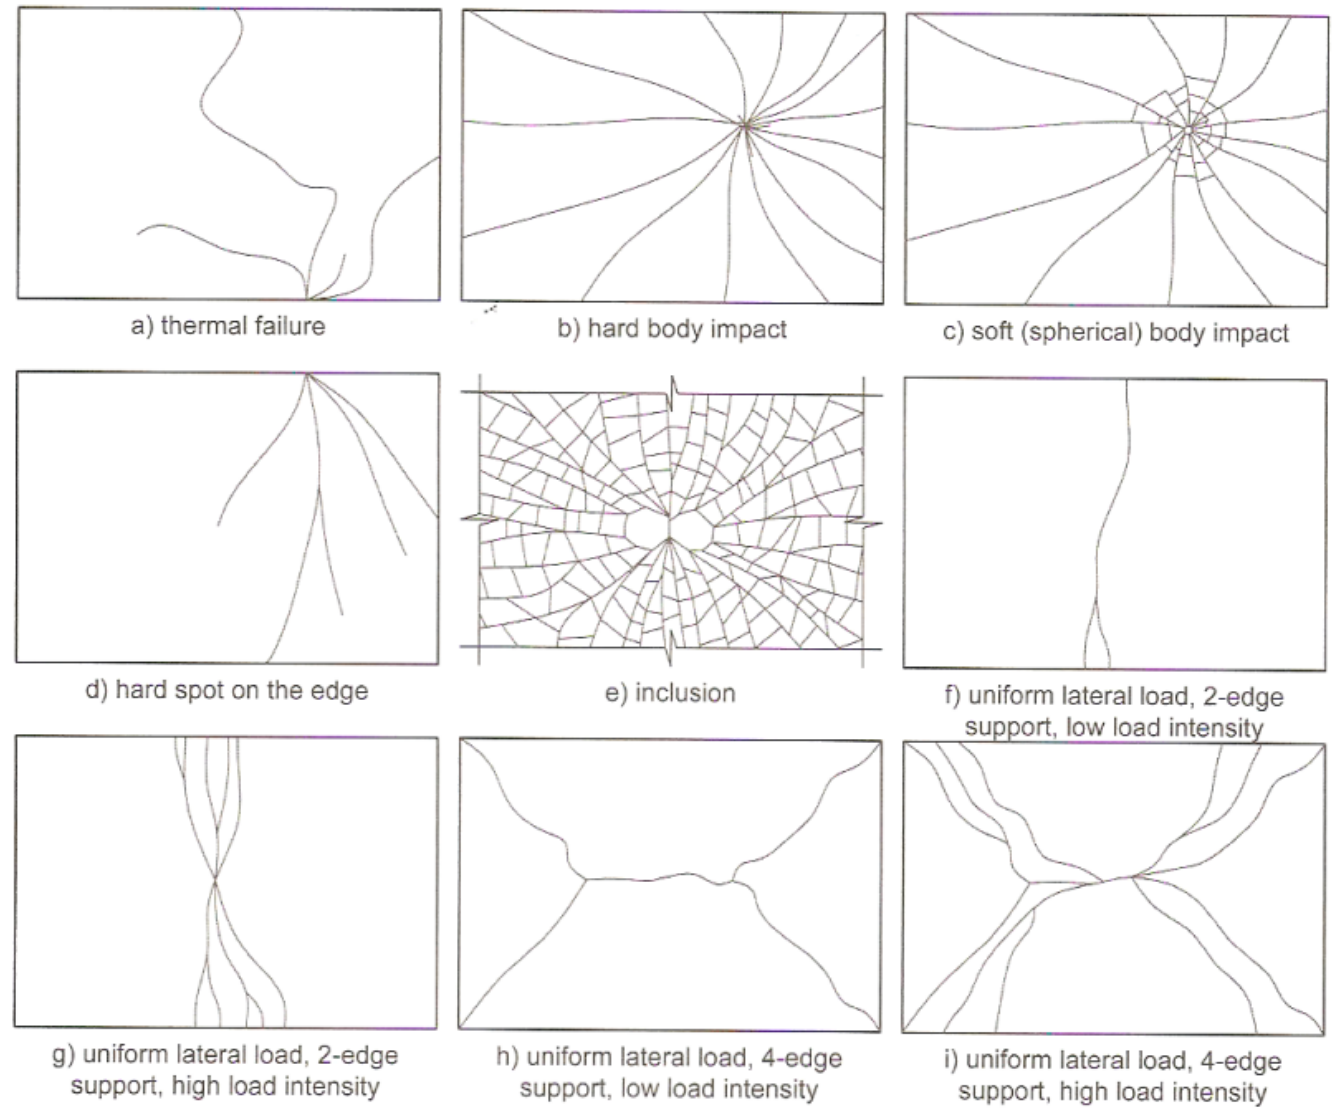 a) thermal failure
b) hard body impact
c) soft (spherical) body impact
d) hard spot on the edge
e) inclusion
f) uniform lateral load, 2-edge
support, low load intensity
g) uniform lateral load, 2-edge
support, high load intensity
h) uniform lateral load, 4-edge
support, low load intensity
i) uniform lateral load, 4-edge
support, high load intensity